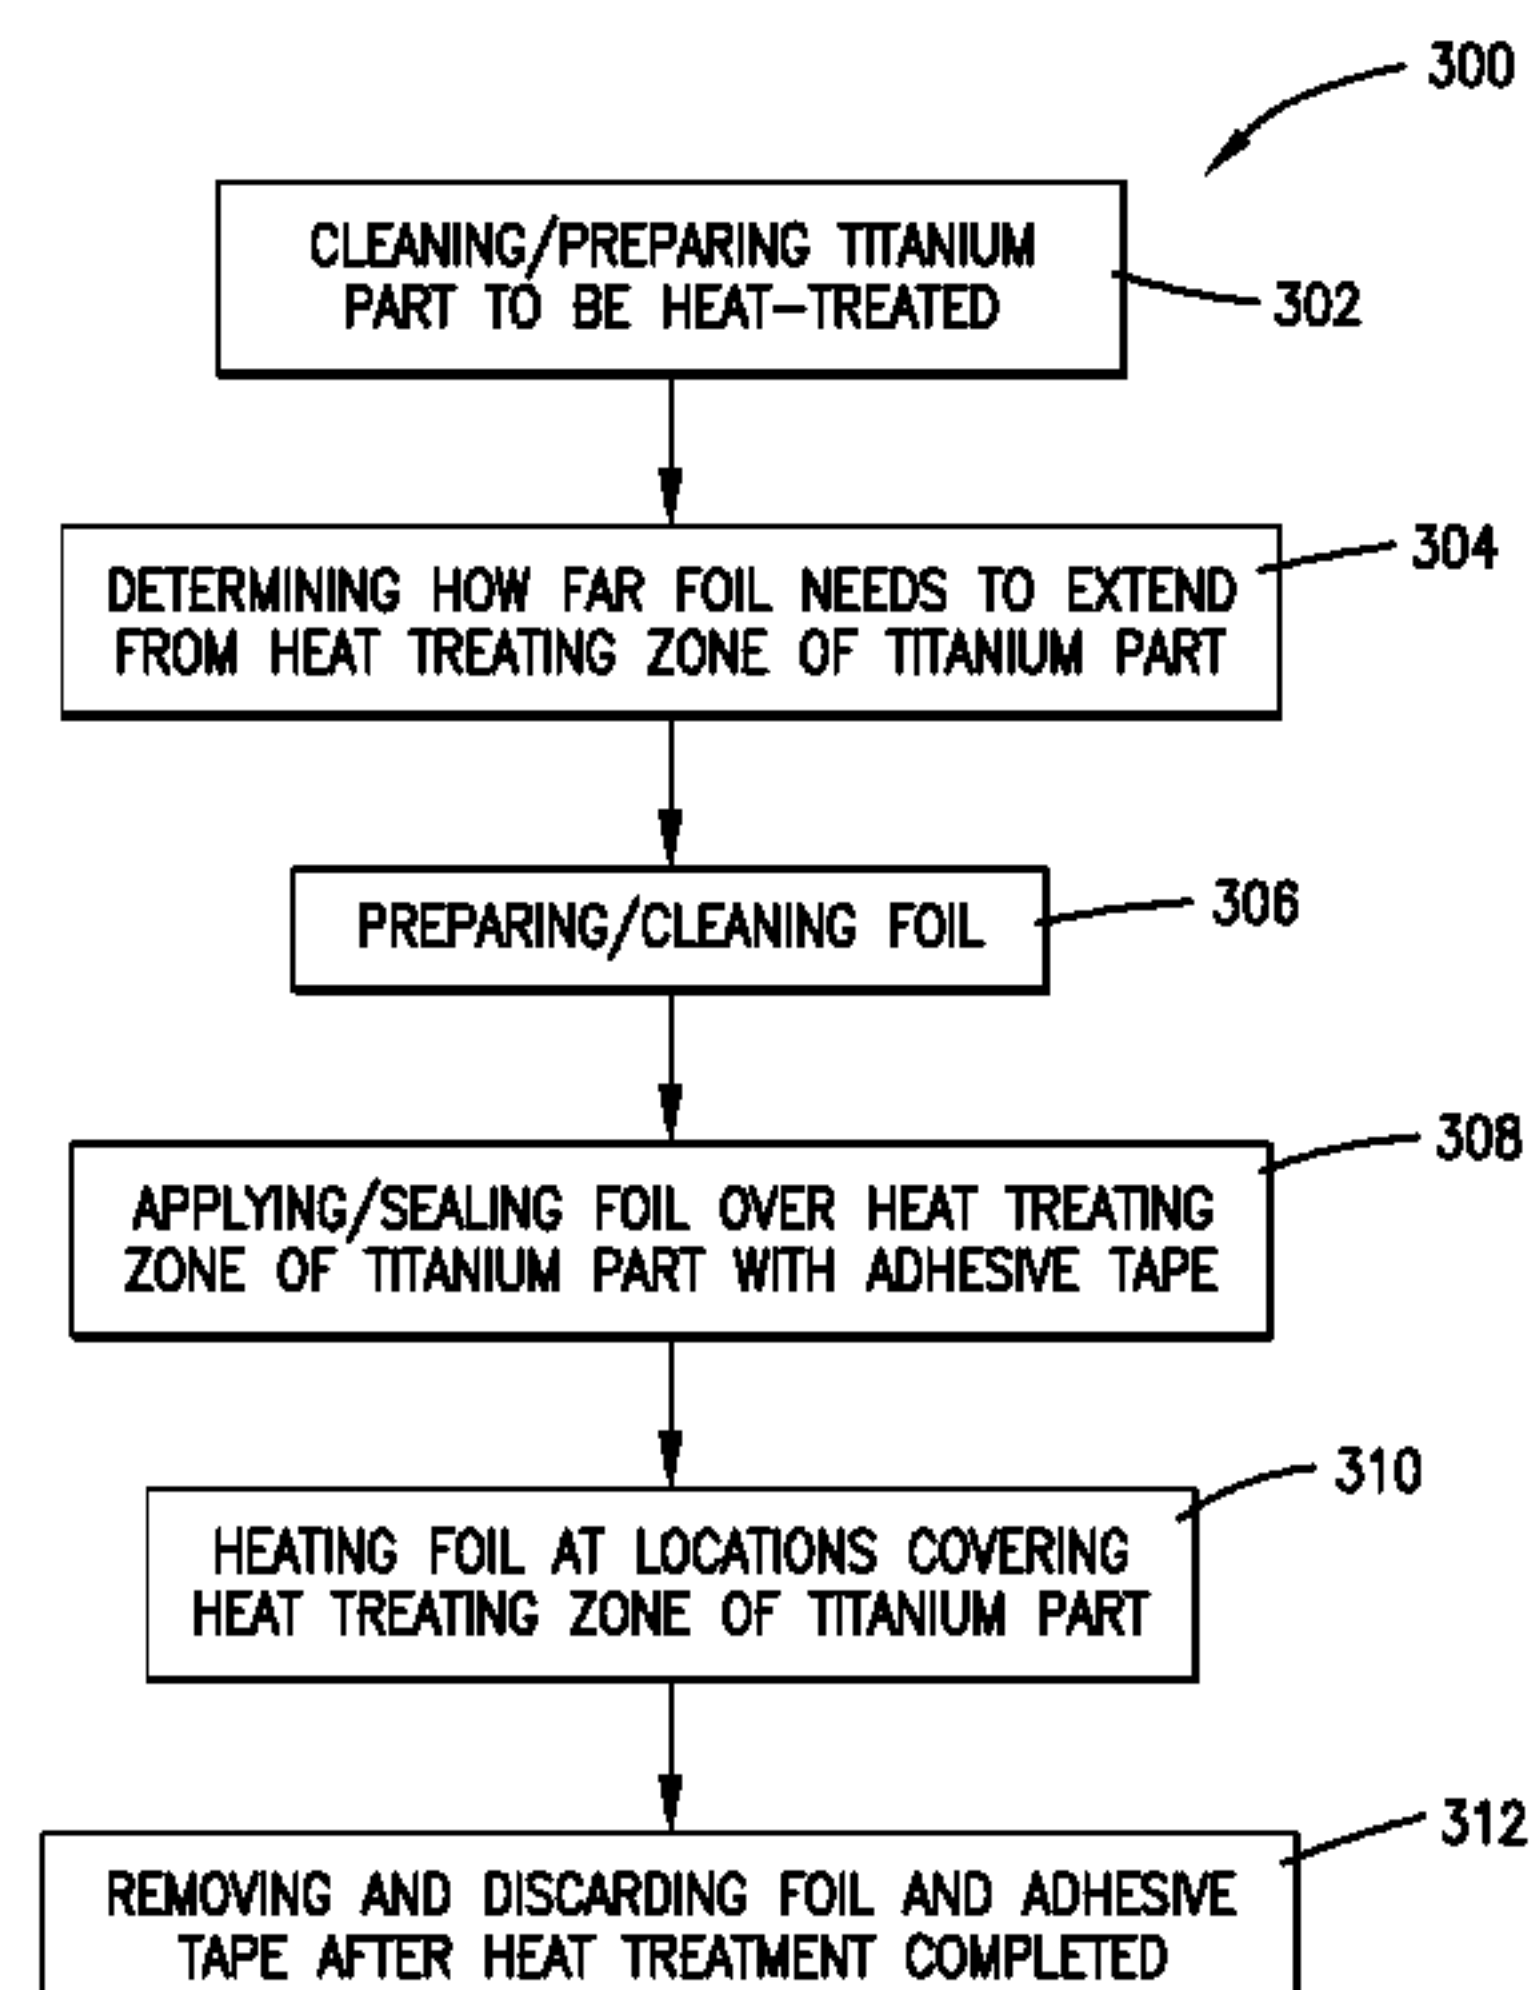 300
CLEANING/PREPARING TITANIUM
PART TO BE HEAT-TREATED
302
304
DETERMINING HOW FAR FOIL NEEDS TO EXTEND
FROM HEAT TREATING ZONE OF TITANIUM PART
PREPARING/CLEANING FOIL
306
308
APPLYING/SEALING FOIL OVER HEAT TREATING
ZONE OF TITANIUM PART WITH ADHESIVE TAPE
310
HEATING FOIL AT LOCATIONS COVERING
HEAT TREATING ZONE OF TITANIUM PART
312
REMOVING AND DISCARDING FOIL AND ADHESIVE
TAPE AFTER HEAT TREATMENT COMPLETED